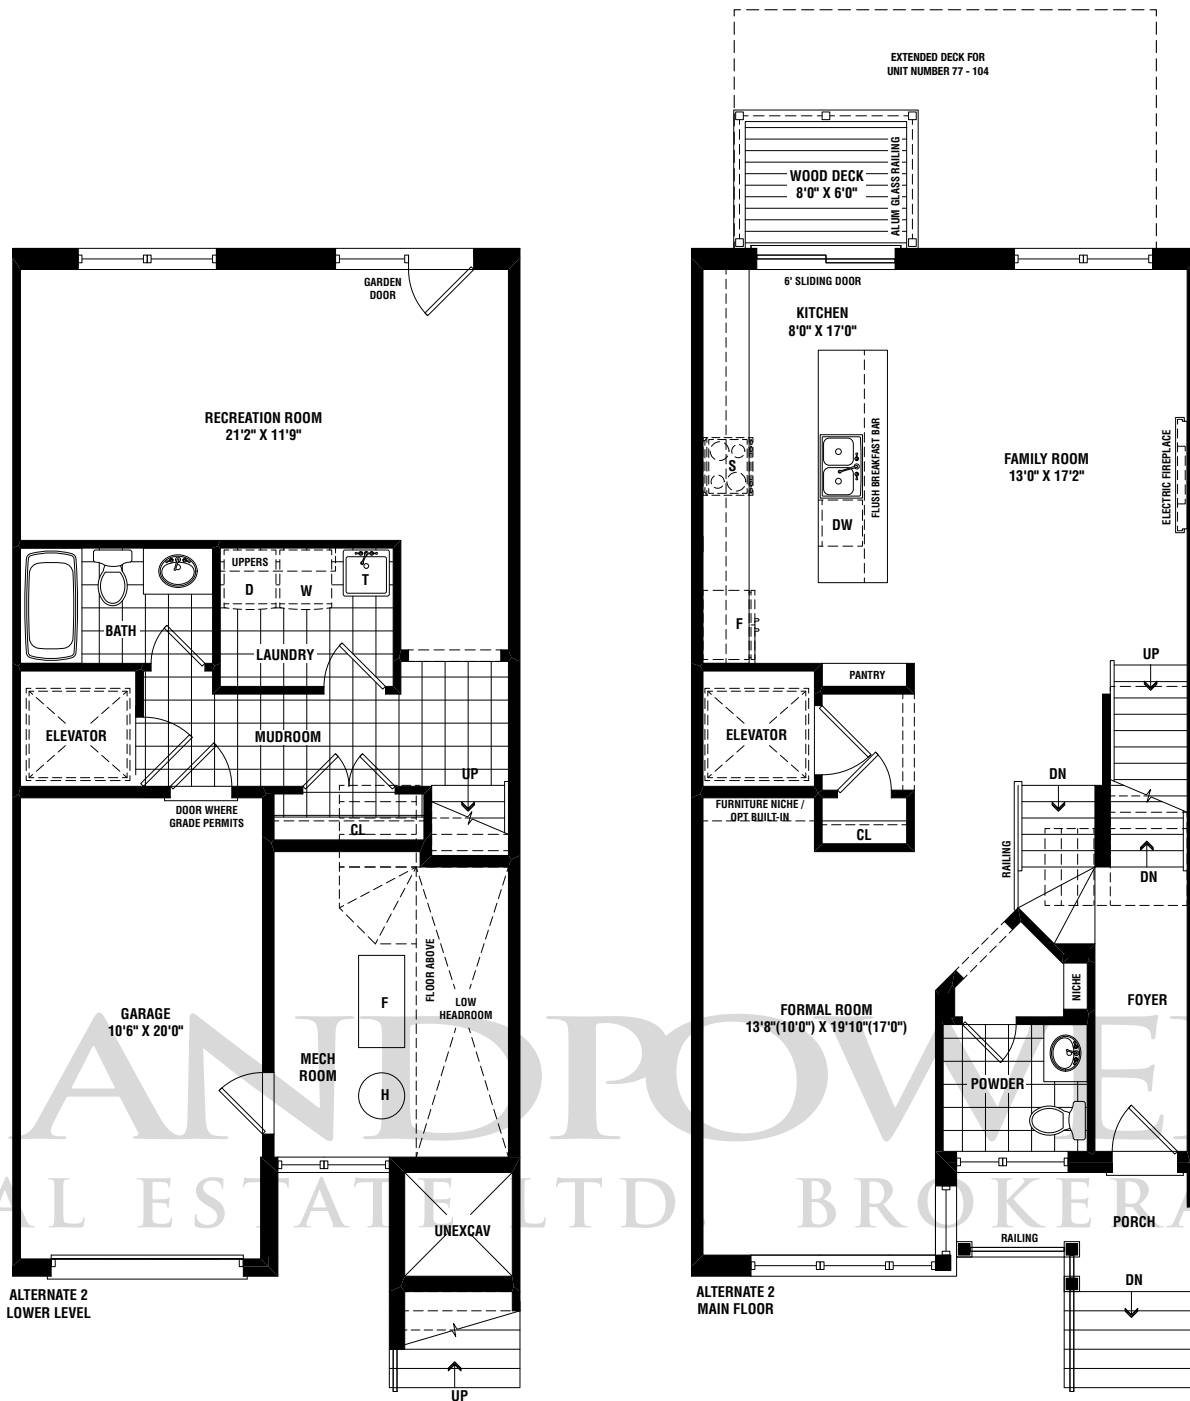 EXTENDED DECK FOR
UNIT NUMBER 77 - 104
WOOD DECK
8'0" X 6'0"
ALUM GLASS RAILING
GARDEN
DOOR
RECREATION ROOM
21'2" X 11'9"
UPPERS
D
W
T
BATH
LAUNDRY
ELEVATOR
MUDROOM
UP
DOOR WHERE
GRADE PERMITS
CL
GARAGE
10'6" X 20'0"
FLOOR ABOVE
F
LOW
HEADROOM
MECH
ROOM
H
UNEXCAV
UP
ALTERNATE 2
LOWER LEVEL
6' SLIDING DOOR
KITCHEN
8'0" X 17'0"
S
FLUSH BREAKFAST BAR
DW
FAMILY ROOM
13'0" X 17'2"
ELECTRIC FIREPLACE
F
PANTRY
UP
ELEVATOR
DN
FURNITURE NICHE /
OPT BUILT-IN
CL
RAILING
DN
NICHE
FOYER
FORMAL ROOM
13'8"(10'0") X 19'10"(17'0")
POWDER
PORCH
RAILING
DN
ALTERNATE 2
MAIN FLOOR
ANDPOWE
AL ESTATE LTD. BROKERA